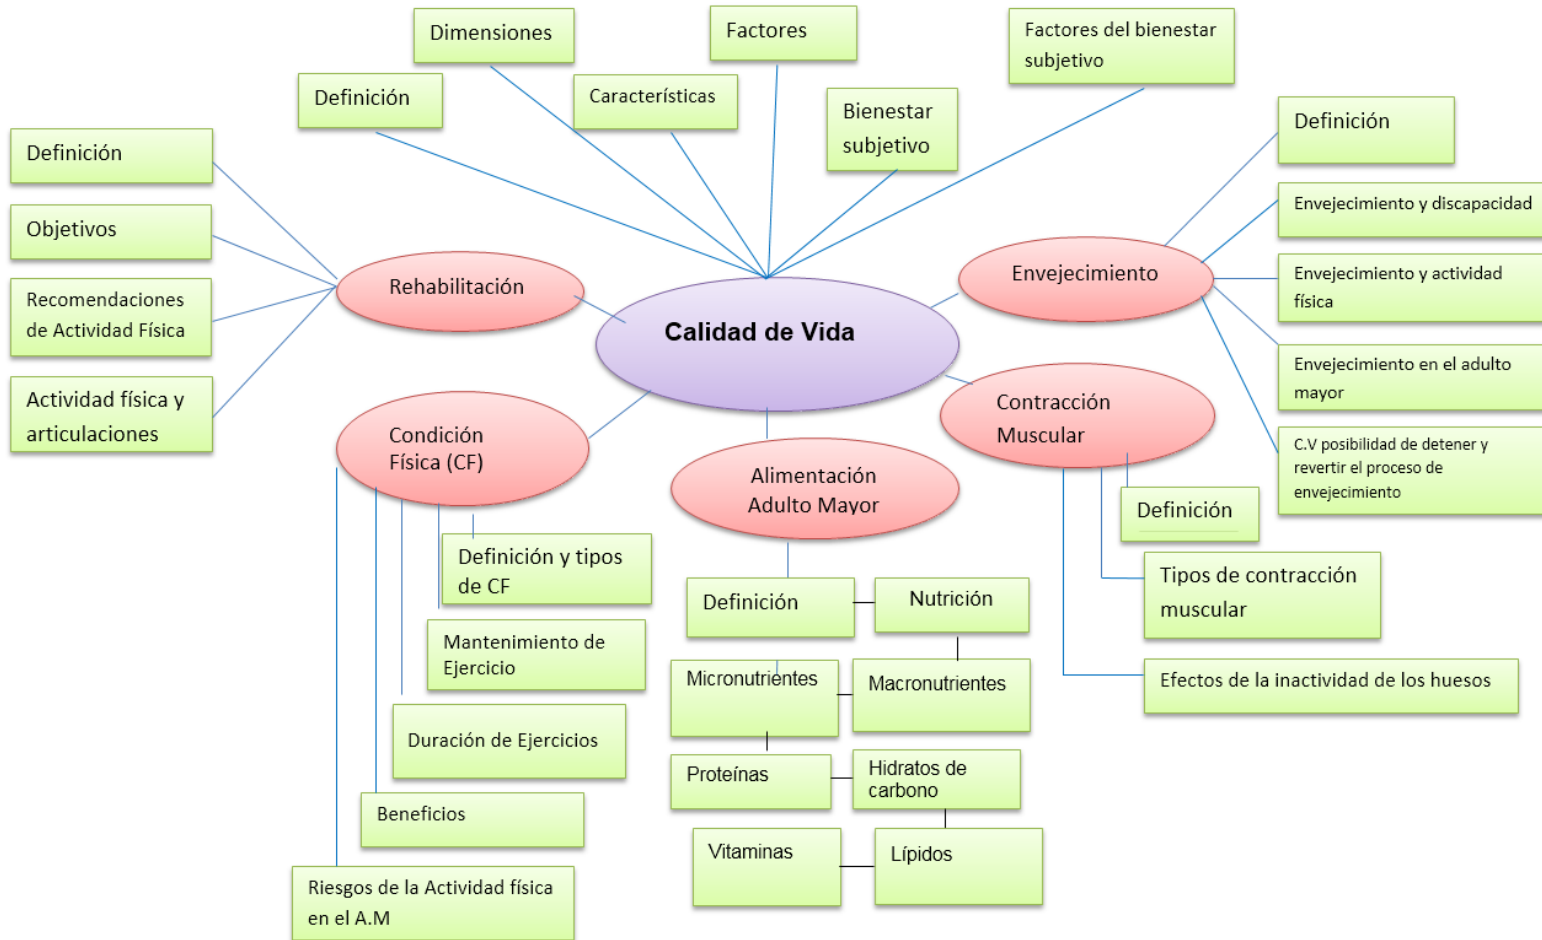 Dimensiones
Factores
Factores del bienestar
subjetivo
Definición
Características
Bienestar
subjetivo
Definición
Definición
Envejecimiento y discapacidad
Objetivos
Envejecimiento y actividad
física
Recomendaciones
de Actividad Física
Envejecimiento en el adulto
mayor
Actividad física y
articulaciones
C.V posibilidad de detener y
revertir el proceso de
envejecimiento
Rehabilitación
Calidad de Vida
Envejecimiento
Condición
Física (CF)
Alimentación
Adulto Mayor
Contracción
Muscular
Definición
Tipos de contracción
muscular
Efectos de la inactividad de los huesos
Definición y tipos
de CF
Mantenimiento de
Ejercicio
Duración de Ejercicios
Beneficios
Riesgos de la Actividad física
en el A.M
Definición
Nutrición
Micronutrientes
Macronutrientes
Proteínas
Hidratos de
carbono
Vitaminas
Lípidos